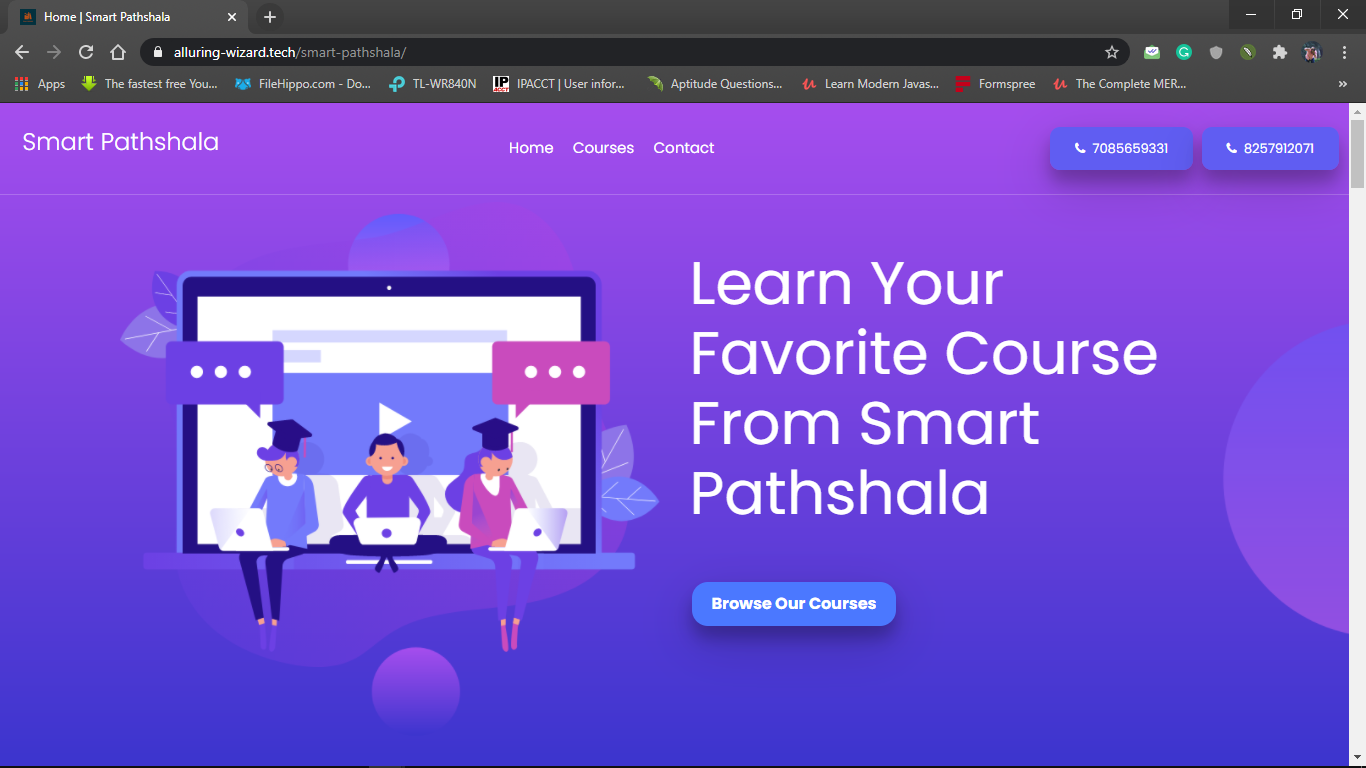 Home | Smart Pathshala
alluring-wizard.tech/smart-pathshala/
Apps
The fastest free You...
FileHippo.com - Do...
TL-WR840N
IPACCT | User infor...
Aptitude Questions...
Learn Modern Javas...
Formspree
The Complete MER...
Smart Pathshala
Home
Courses
Contact
7085659331
8257912071
Learn Your
Favorite Course
From Smart
Pathshala
Browse Our Courses